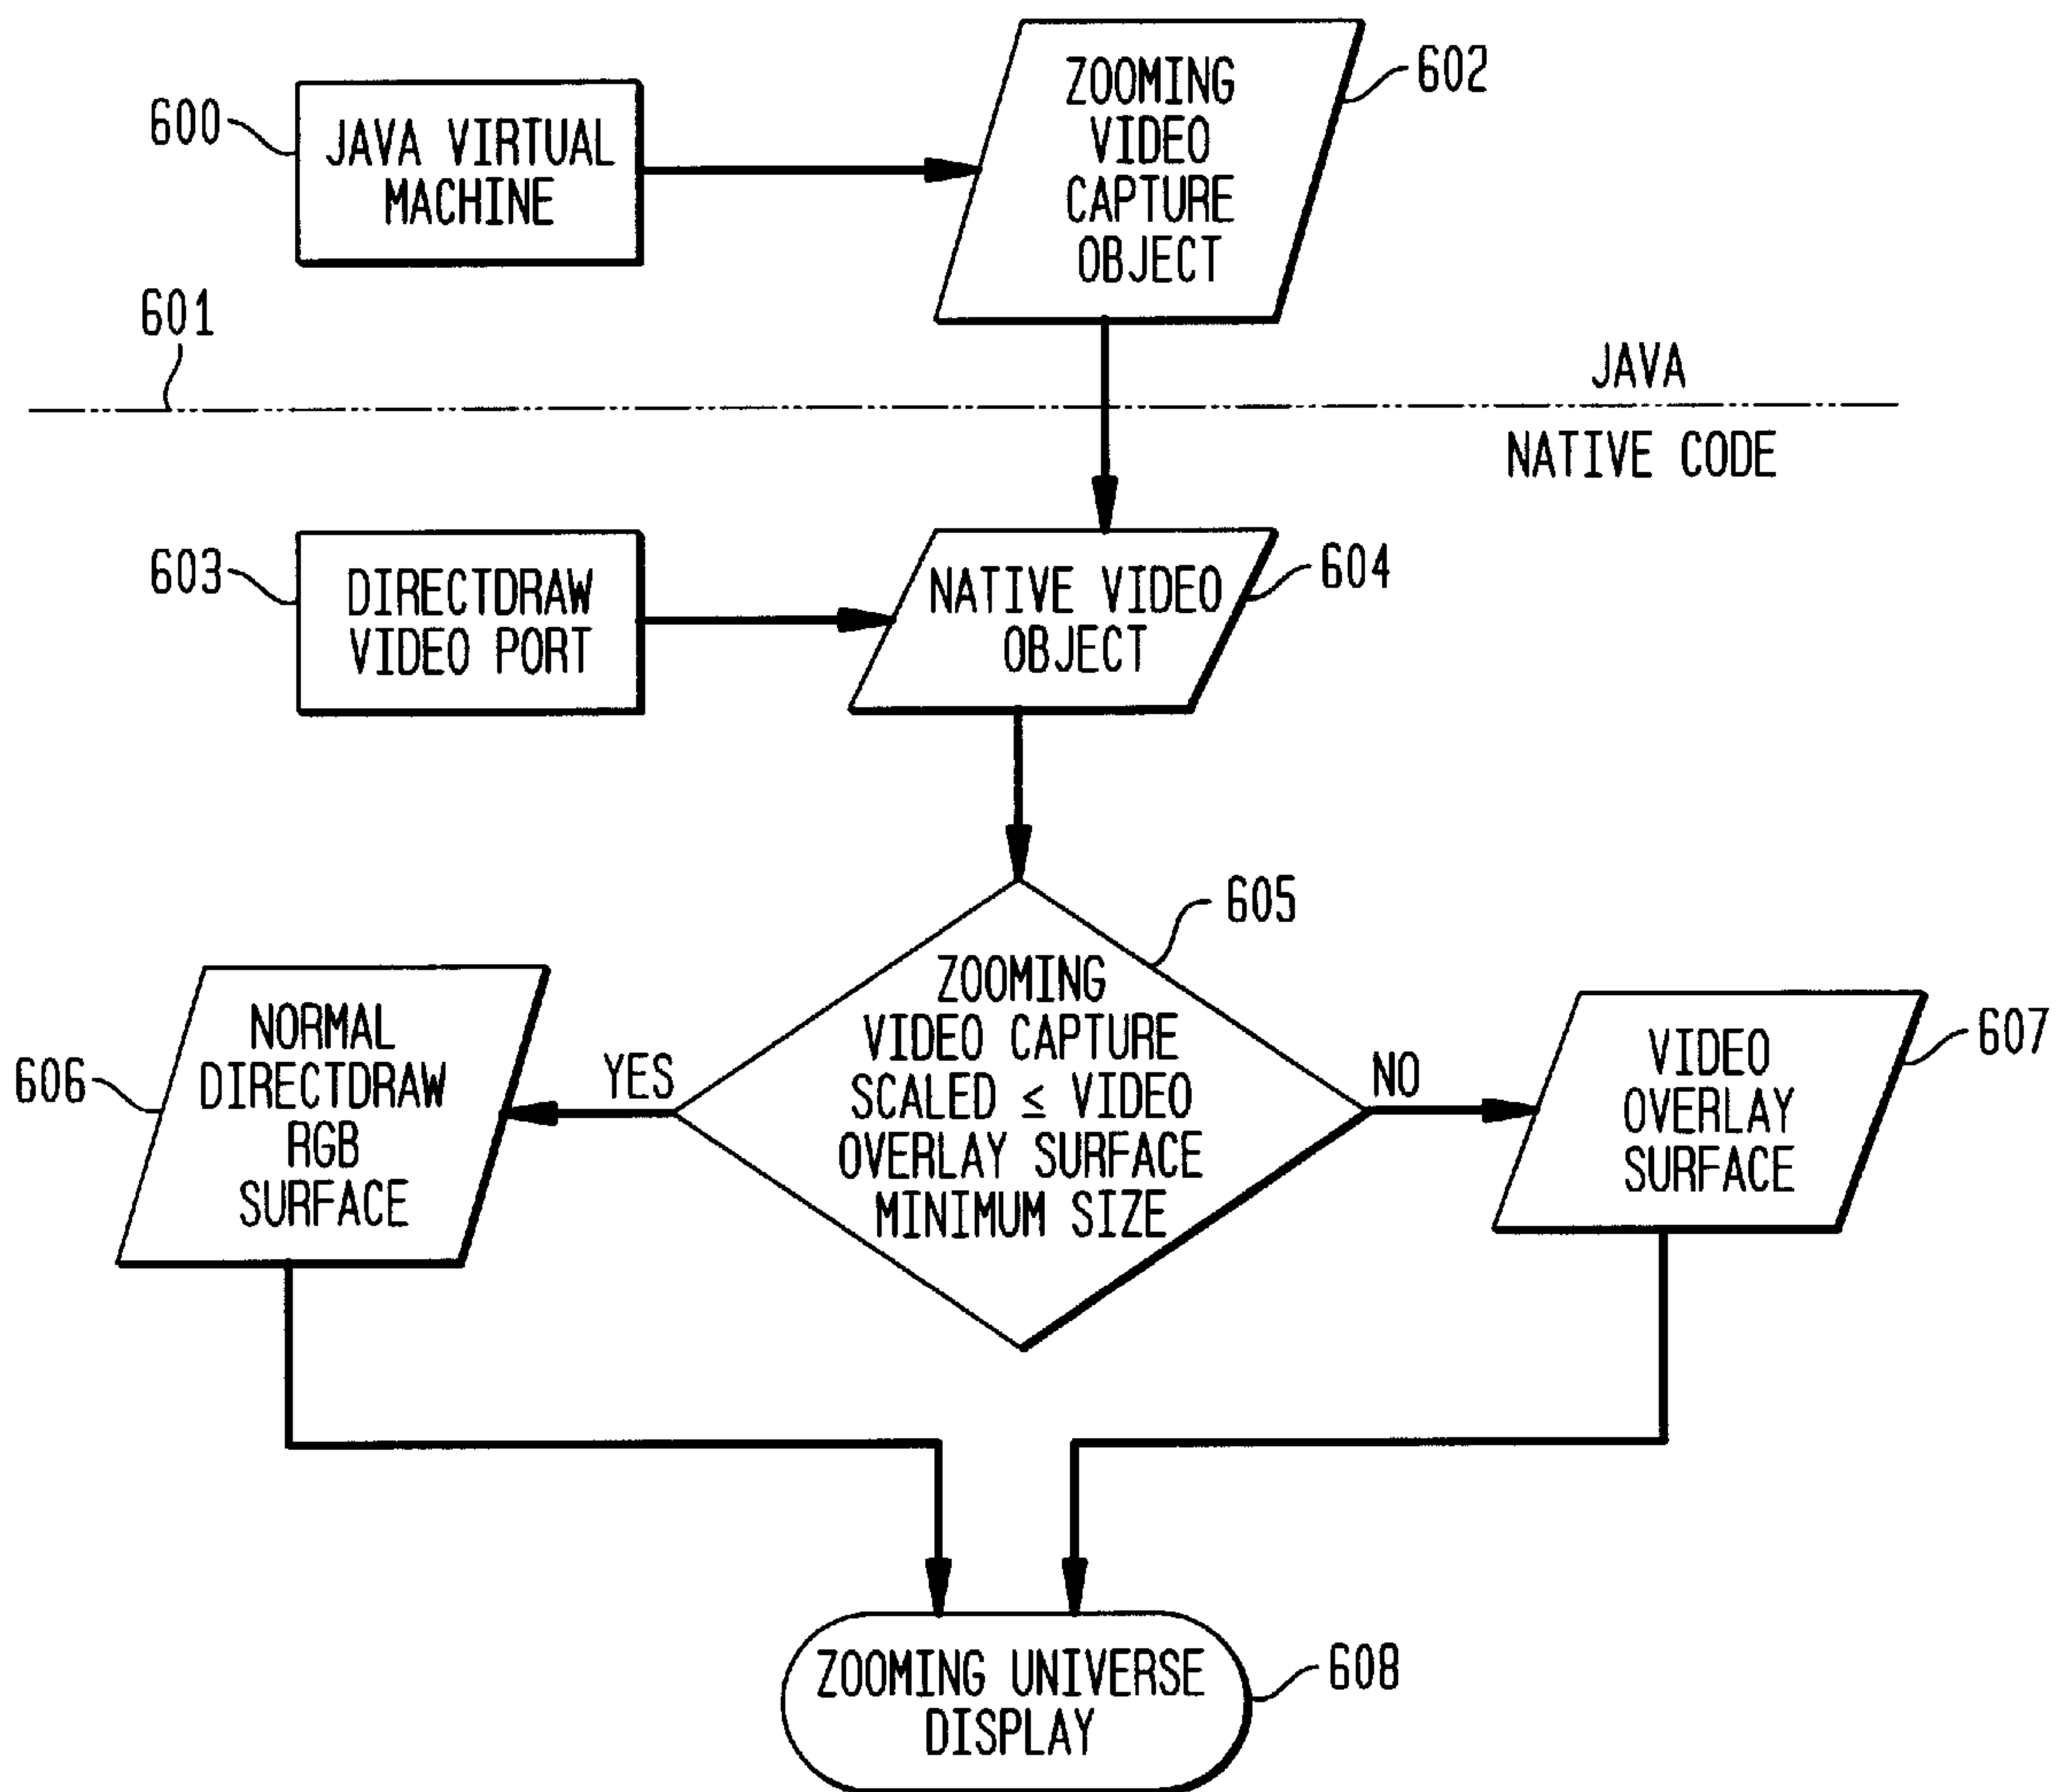 600
JAVA VIRTUAL
MACHINE
ZOOMING
VIDEO
CAPTURE
OBJECT
602
601
JAVA
NATIVE CODE
603
DIRECTDRAW
VIDEO PORT
NATIVE VIDEO
OBJECT
604
605
ZOOMING
VIDEO CAPTURE
SCALED ≤ VIDEO
OVERLAY SURFACE
MINIMUM SIZE
YES
NO
606
NORMAL
DIRECTDRAW
RGB
SURFACE
VIDEO
OVERLAY
SURFACE
607
ZOOMING UNIVERSE
DISPLAY
608